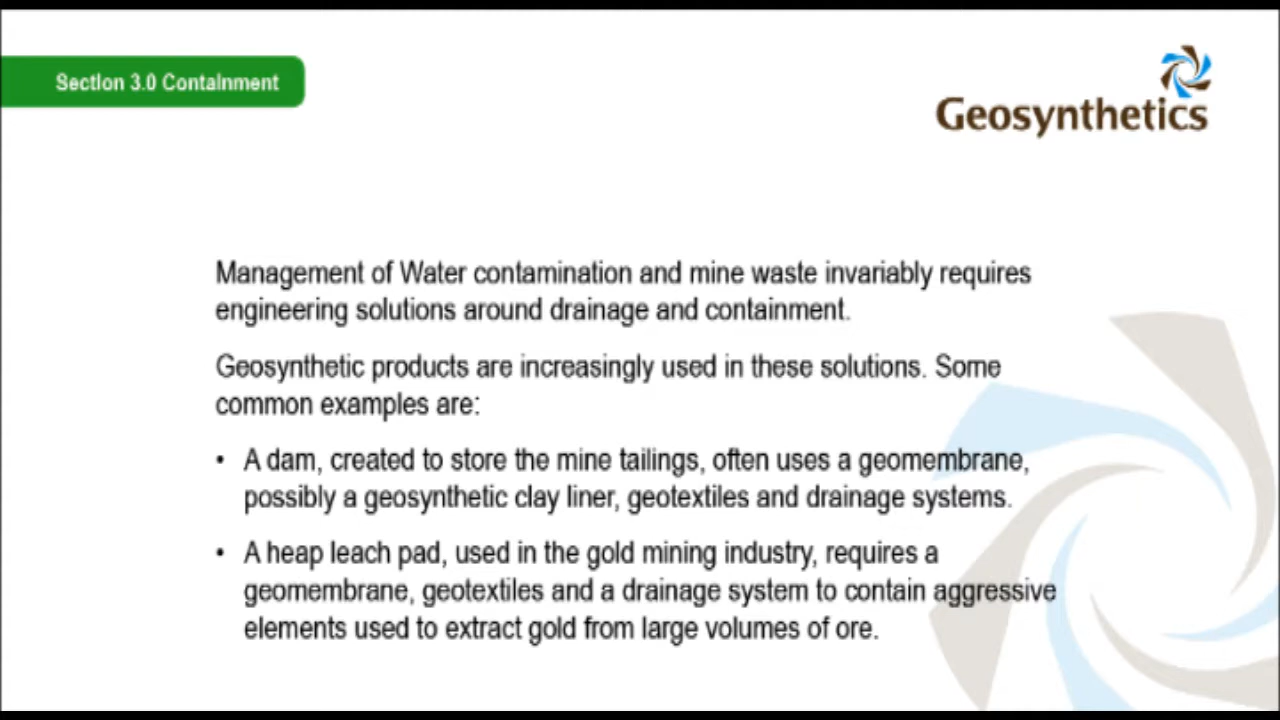 Section 3.0 Containment
Geosynthetics
Management of Water contamination and mine waste invariably requires
engineering solutions around drainage and containment.
Geosynthetic products are increasingly used in these solutions. Some
common examples are:
• A dam, created to store the mine tailings, often uses a geomembrane,
possibly a geosynthetic clay liner, geotextiles and drainage systems.
• A heap leach pad, used in the gold mining industry, requires a
geomembrane, geotextiles and a drainage system to contain aggressive
elements used to extract gold from large volumes of ore.